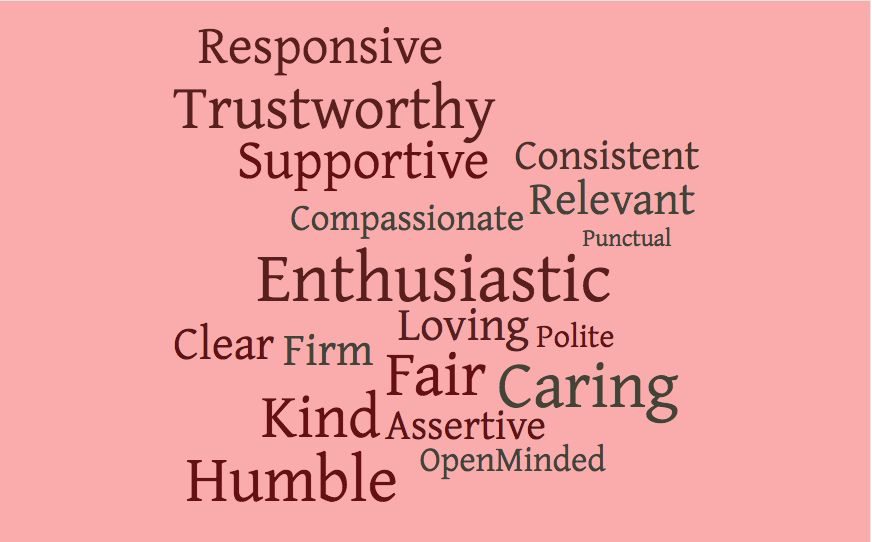 Responsive
Trustworthy
Supportive Consistent
Relevant
Compassionate
Punctual
Enthusiastic
Loving Polite
Clear Firm
Fair Caring
Kind Assertive
OpenMinded
Humble